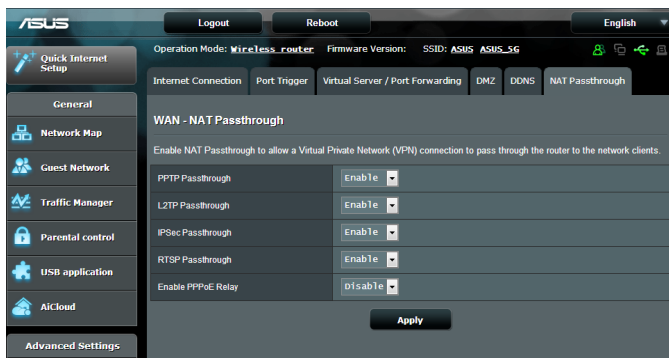 ASUS
Logout
Reboot
English
Quick Internet Setup
Operation Mode: Wireless router Firmware Version: SSID: ASUS ASUS_5G
Internet Connection
Port Trigger
Virtual Server / Port Forwarding
DMZ
DDNS
NAT Passthrough
General
Network Map
Guest Network
Traffic Manager
Parental control
USB application
AiCloud
Advanced Settings
WAN - NAT Passthrough
Enable NAT Passthrough to allow a Virtual Private Network (VPN) connection to pass through the router to the network clients.
PPTP Passthrough Enable
L2TP Passthrough Enable
IPSec Passthrough Enable
RTSP Passthrough Enable
Enable PPPoE Relay Disable
Apply